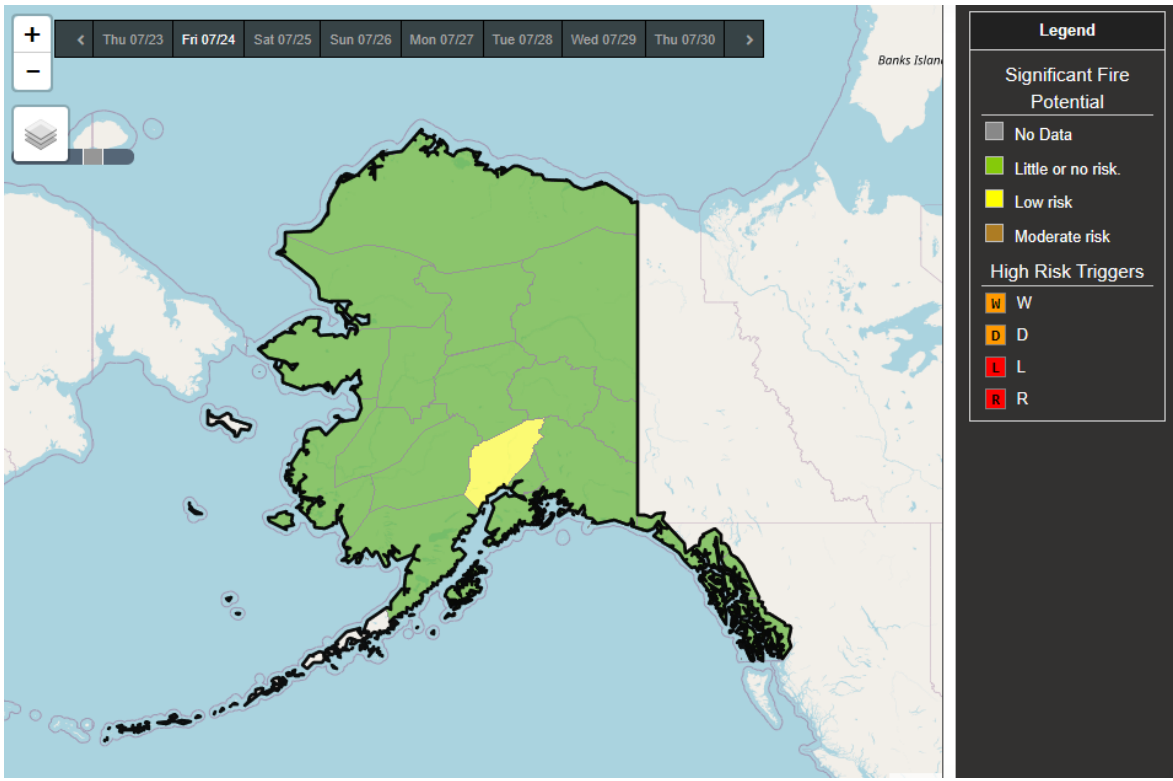 +
< Thu 07/23 Fri 07/24 Sat 07/25 Sun 07/26 Mon 07/27 Tue 07/28 Wed 07/29 Thu 07/30 >
−
Banks
Legend
Significant Fire
Potential
No Data
Little or no risk.
Low risk
Moderate risk
High Risk Triggers
W W
D D
L L
R R